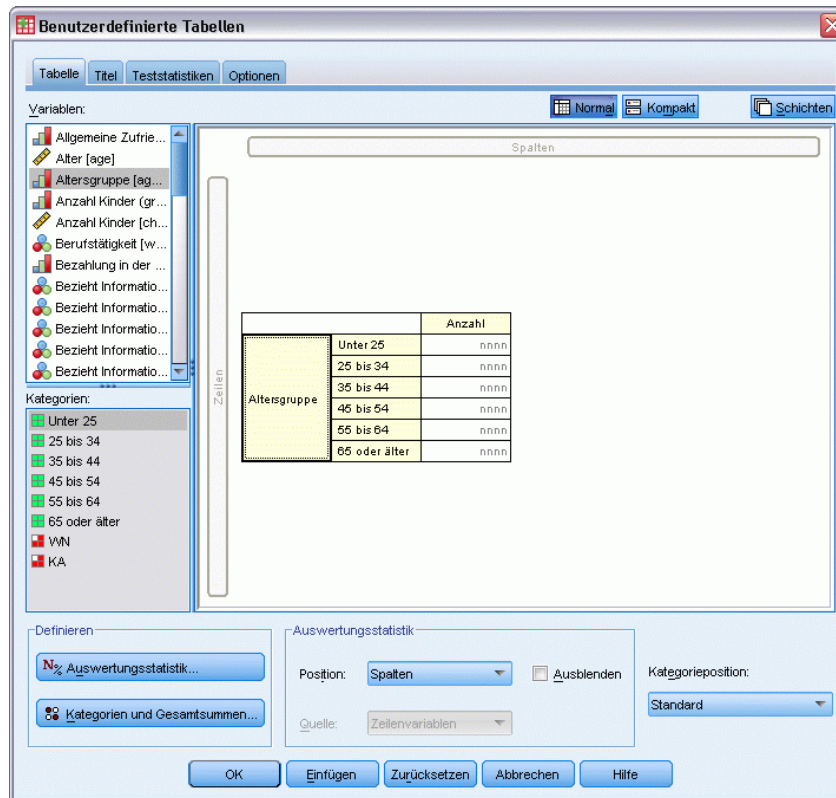 Benutzerdefinierte Tabellen
Tabelle Titel Teststatistiken Optionen
Variablen:
Normal Kompakt Schichten
Allgemeine Zufrie...
Alter [age]
Altersgruppe [ag...
Anzahl Kinder (gr...
Anzahl Kinder [ch...
Berufstätigkeit [w...
Bezahlung in der ...
Bezieht Informatio...
Bezieht Informatio...
Bezieht Informatio...
Bezieht Informatio...
Bezieht Informatio...
Kategorien:
Unter 25
25 bis 34
35 bis 44
45 bis 54
55 bis 64
65 oder älter
WN
KA
Spalten
Zeilen
Anzahl
Altersgruppe
Unter 25 nnnn
25 bis 34 nnnn
35 bis 44 nnnn
45 bis 54 nnnn
55 bis 64 nnnn
65 oder älter nnnn
Definieren
N% Auswertungsstatistik...
Kategorien und Gesamtsummen...
Auswertungsstatistik
Position: Spalten Ausblenden
Quelle: Zeilenvariablen
Kategorieposition:
Standard
OK Einfügen Zurücksetzen Abbrechen Hilfe